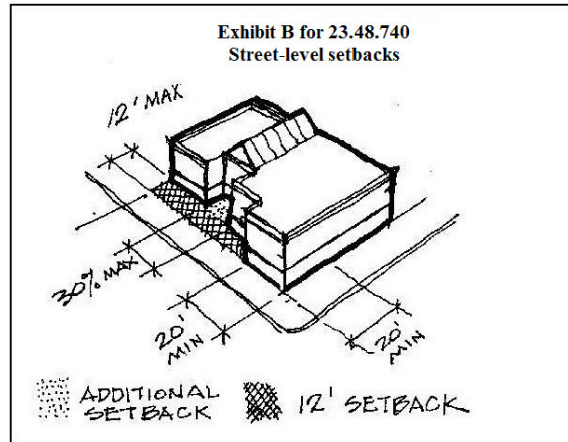 Exhibit B for 23.48.740
Street-level setbacks
12' MAX
30% MAX
20'
MIN
20'
MIN
ADDITIONAL
SETBACK
12' SETBACK